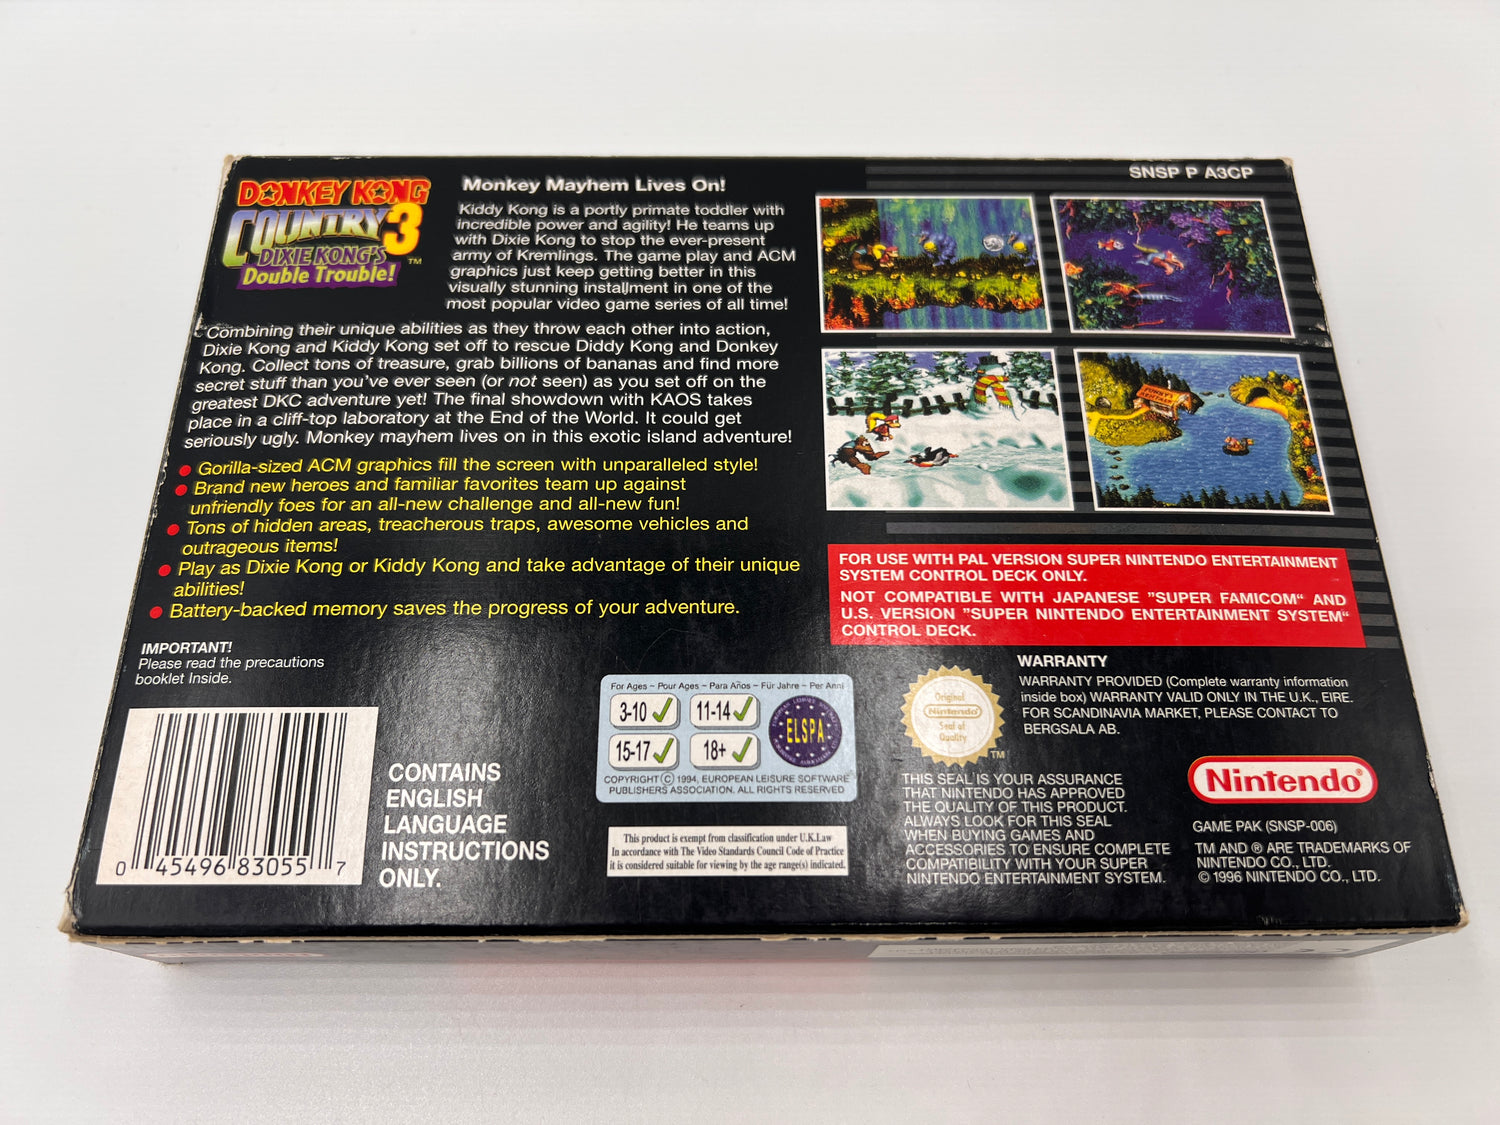 DONKEY KONG
COUNTRY 3
DIXIE KONG'S
Double Trouble! ™
Monkey Mayhem Lives On!
Kiddy Kong is a portly primate toddler with
incredible power and agility! He teams up
with Dixie Kong to stop the ever-present
army of Kremlings. The game play and ACM
graphics just keep getting better in this
visually stunning installment in one of the
most popular video game series of all time!
Combining their unique abilities as they throw each other into action,
Dixie Kong and Kiddy Kong set off to rescue Diddy Kong and Donkey
Kong. Collect tons of treasure, grab billions of bananas and find more
secret stuff than you've ever seen (or not seen) as you set off on the
greatest DKC adventure yet! The final showdown with KAOS takes
place in a cliff-top laboratory at the End of the World. It could get
seriously ugly. Monkey mayhem lives on in this exotic island adventure!
● Gorilla-sized ACM graphics fill the screen with unparalleled style!
● Brand new heroes and familiar favorites team up against
unfriendly foes for an all-new challenge and all-new fun!
● Tons of hidden areas, treacherous traps, awesome vehicles and
outrageous items!
● Play as Dixie Kong or Kiddy Kong and take advantage of their unique
abilities!
● Battery-backed memory saves the progress of your adventure.
IMPORTANT!
Please read the precautions
booklet Inside.
0 45496 83055 7
CONTAINS
ENGLISH
LANGUAGE
INSTRUCTIONS
ONLY.
For Ages ~ Pour Ages ~ Para Años ~ Für Jahre ~ Per Anni
3-10 ✓ 11-14 ✓
15-17 ✓ 18+ ✓
ELSPA
COPYRIGHT © 1994, EUROPEAN LEISURE SOFTWARE
PUBLISHERS ASSOCIATION. ALL RIGHTS RESERVED
This product is exempt from classification under U.K.Law
In accordance with The Video Standards Council Code of Practice
it is considered suitable for viewing by the age range(s) indicated.
SNSP P A3CP
FOR USE WITH PAL VERSION SUPER NINTENDO ENTERTAINMENT
SYSTEM CONTROL DECK ONLY.
NOT COMPATIBLE WITH JAPANESE "SUPER FAMICOM" AND
U.S. VERSION "SUPER NINTENDO ENTERTAINMENT SYSTEM"
CONTROL DECK.
Original
Nintendo
Seal of
Quality
TM
WARRANTY
WARRANTY PROVIDED (Complete warranty information
inside box) WARRANTY VALID ONLY IN THE U.K., EIRE.
FOR SCANDINAVIA MARKET, PLEASE CONTACT TO
BERGSALA AB.
THIS SEAL IS YOUR ASSURANCE
THAT NINTENDO HAS APPROVED
THE QUALITY OF THIS PRODUCT.
ALWAYS LOOK FOR THIS SEAL
WHEN BUYING GAMES AND
ACCESSORIES TO ENSURE COMPLETE
COMPATIBILITY WITH YOUR SUPER
NINTENDO ENTERTAINMENT SYSTEM.
Nintendo®
GAME PAK (SNSP-006)
TM AND ® ARE TRADEMARKS OF
NINTENDO CO., LTD.
© 1996 NINTENDO CO., LTD.